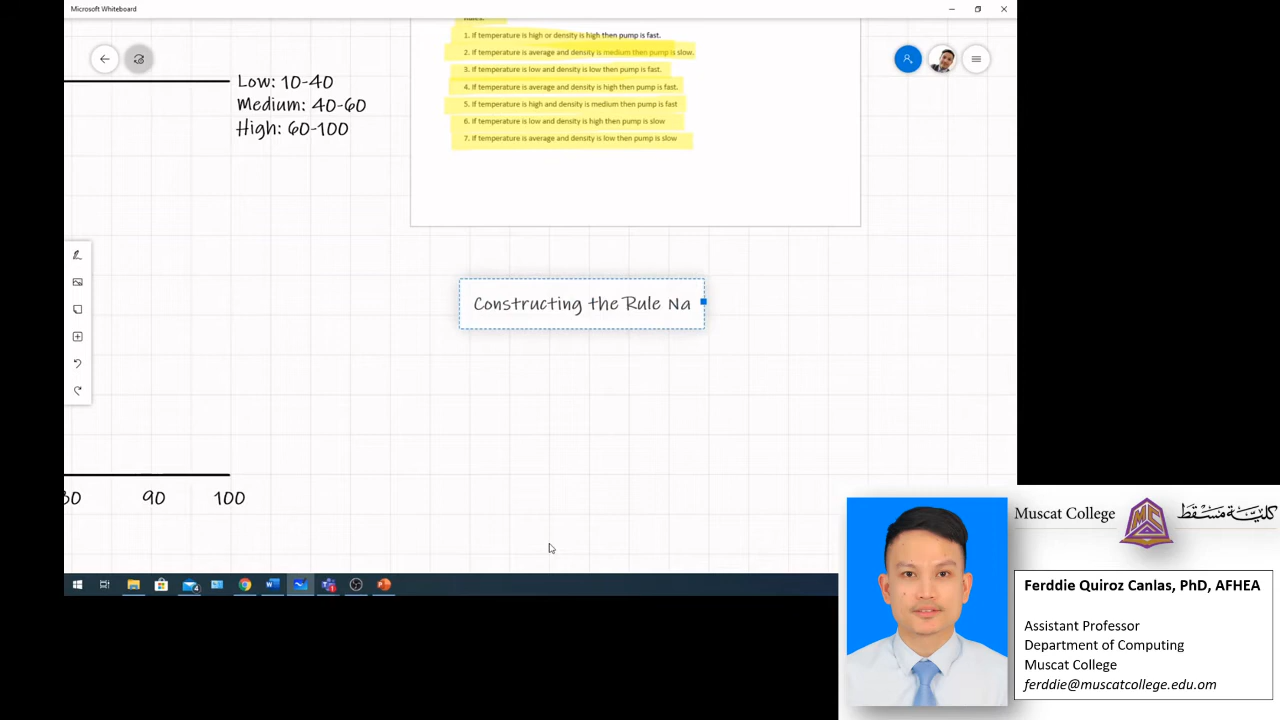 Microsoft Whiteboard
1. If temperature is high or density is high then pump is fast.
2. If temperature is average and density is medium then pump is slow.
3. If temperature is low and density is low then pump is fast.
4. If temperature is average and density is high then pump is fast.
5. If temperature is high and density is medium then pump is fast
6. If temperature is low and density is high then pump is slow
7. If temperature is average and density is low then pump is slow
Low: 10-40
Medium: 40-60
High: 60-100
Constructing the Rule Na
90 100
Muscat College كليّة مسقط
Ferddie Quiroz Canlas, PhD, AFHEA
Assistant Professor
Department of Computing
Muscat College
ferddie@muscatcollege.edu.om